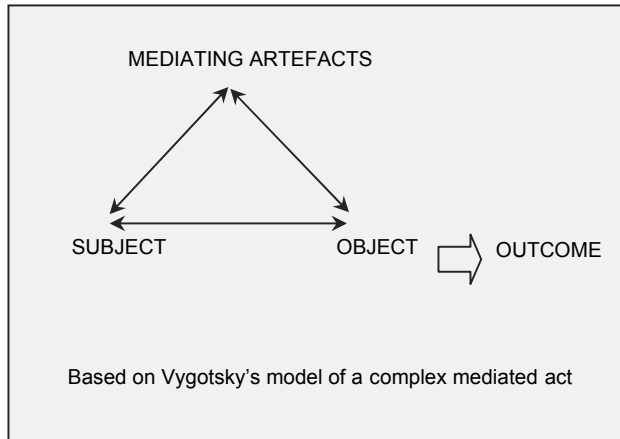 MEDIATING ARTEFACTS
SUBJECT
OBJECT
OUTCOME
Based on Vygotsky’s model of a complex mediated act